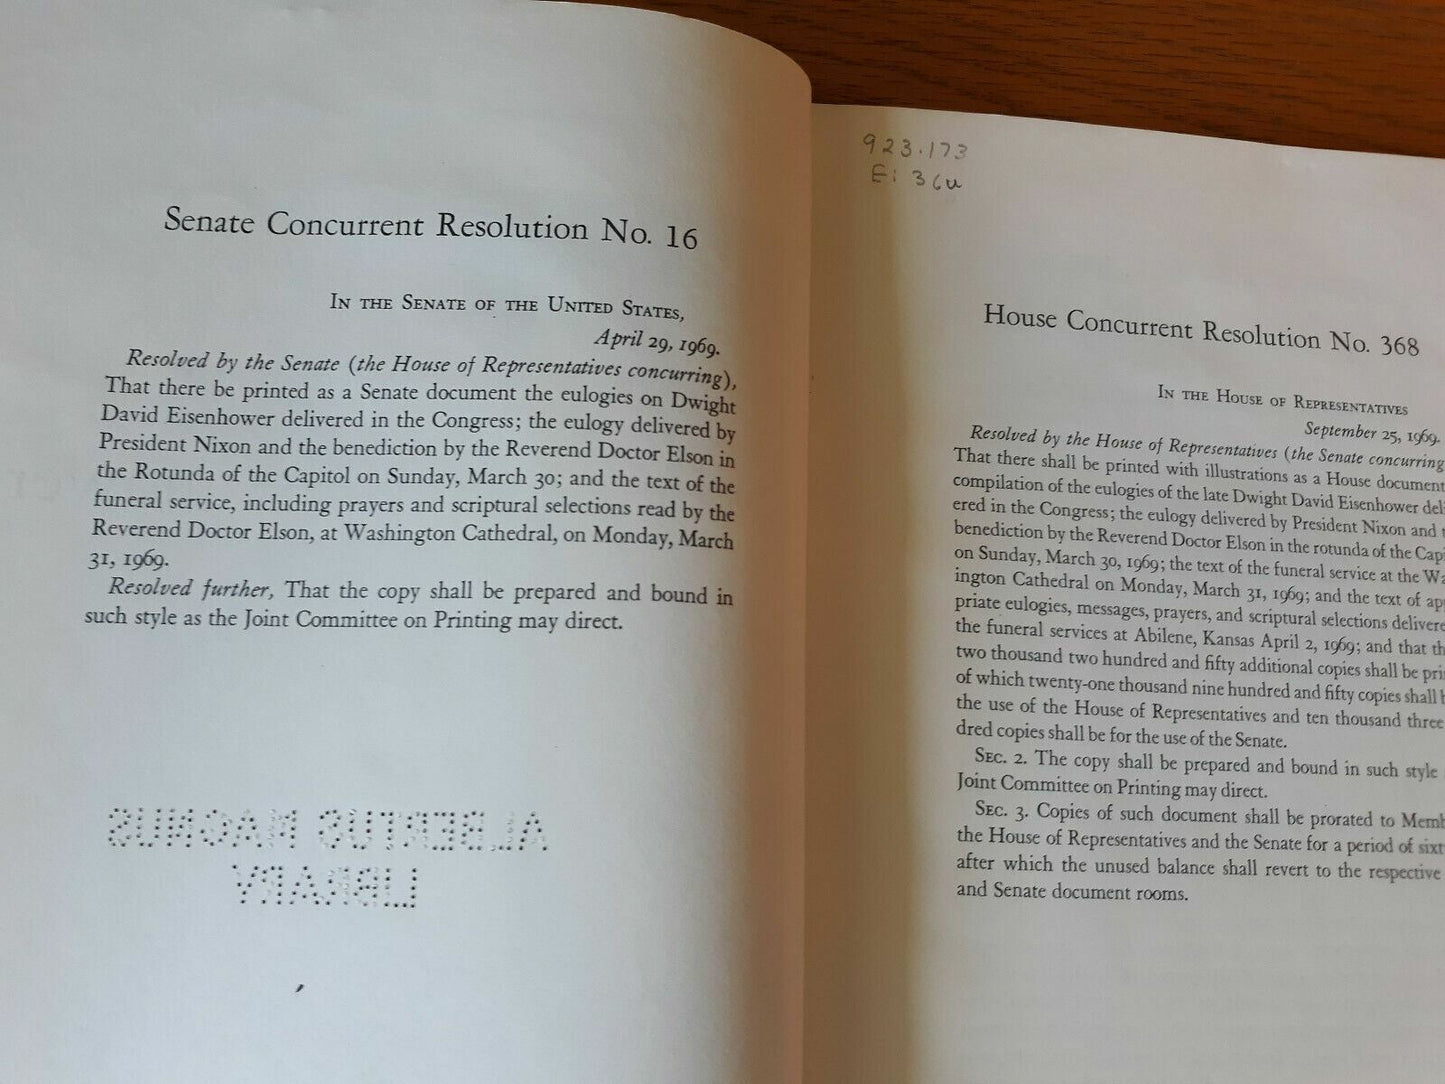 Senate Concurrent Resolution No. 16
In the Senate of the United States,
April 29, 1969.
Resolved by the Senate (the House of Representatives concurring),
That there be printed as a Senate document the eulogies on Dwight
David Eisenhower delivered in the Congress; the eulogy delivered by
President Nixon and the benediction by the Reverend Doctor Elson in
the Rotunda of the Capitol on Sunday, March 30; and the text of the
funeral service, including prayers and scriptural selections read by the
Reverend Doctor Elson, at Washington Cathedral, on Monday, March
31, 1969.
Resolved further, That the copy shall be prepared and bound in
such style as the Joint Committee on Printing may direct.
ALBERTUS MAGNUS
LIBRARY
923.173
Ei 36u
House Concurrent Resolution No. 368
In the House of Representatives
September 25, 1969.
Resolved by the House of Representatives (the Senate concurring
That there shall be printed with illustrations as a House document
compilation of the eulogies of the late Dwight David Eisenhower del
ered in the Congress; the eulogy delivered by President Nixon and
benediction by the Reverend Doctor Elson in the rotunda of the Cap
on Sunday, March 30, 1969; the text of the funeral service at the Wa
ington Cathedral on Monday, March 31, 1969; and the text of ap
priate eulogies, messages, prayers, and scriptural selections delivere
the funeral services at Abilene, Kansas April 2, 1969; and that th
two thousand two hundred and fifty additional copies shall be pri
of which twenty-one thousand nine hundred and fifty copies shall
the use of the House of Representatives and ten thousand three
dred copies shall be for the use of the Senate.
Sec. 2. The copy shall be prepared and bound in such style
Joint Committee on Printing may direct.
Sec. 3. Copies of such document shall be prorated to Memb
the House of Representatives and the Senate for a period of sixt
after which the unused balance shall revert to the respective
and Senate document rooms.